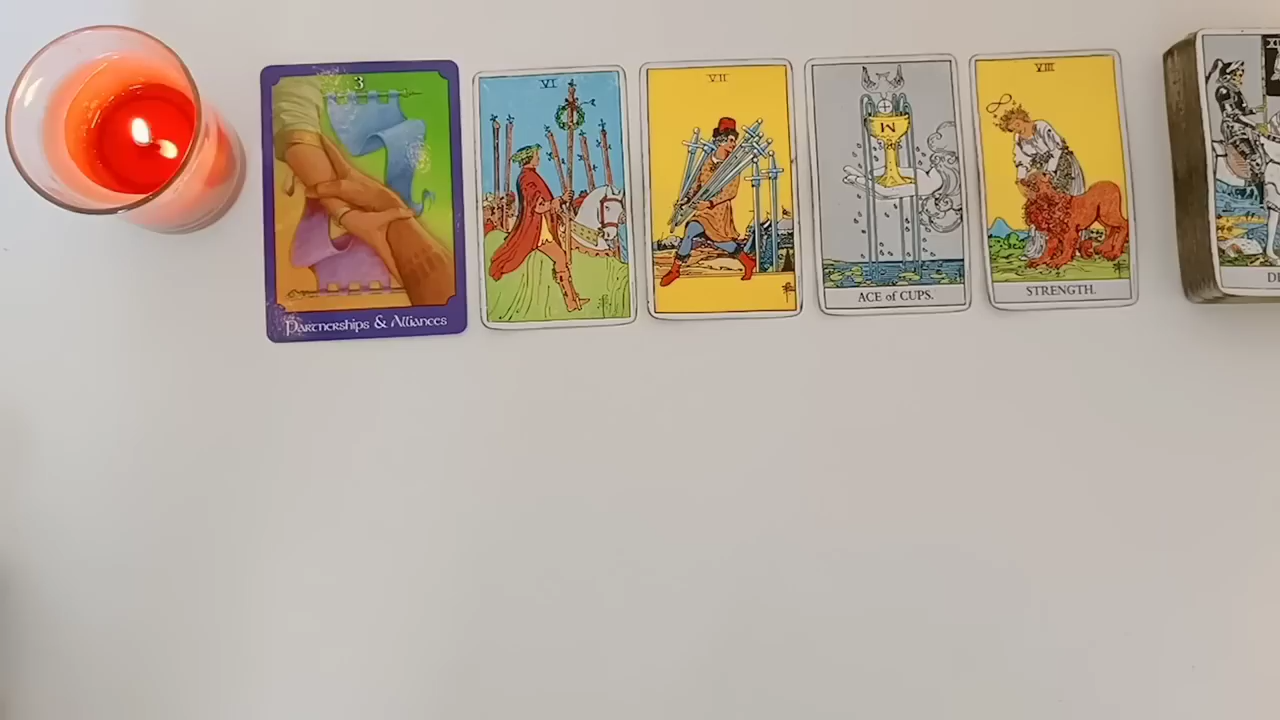 3
Partnerships & Alliances
VI
VII
W
ACE of CUPS.
VIII
STRENGTH.